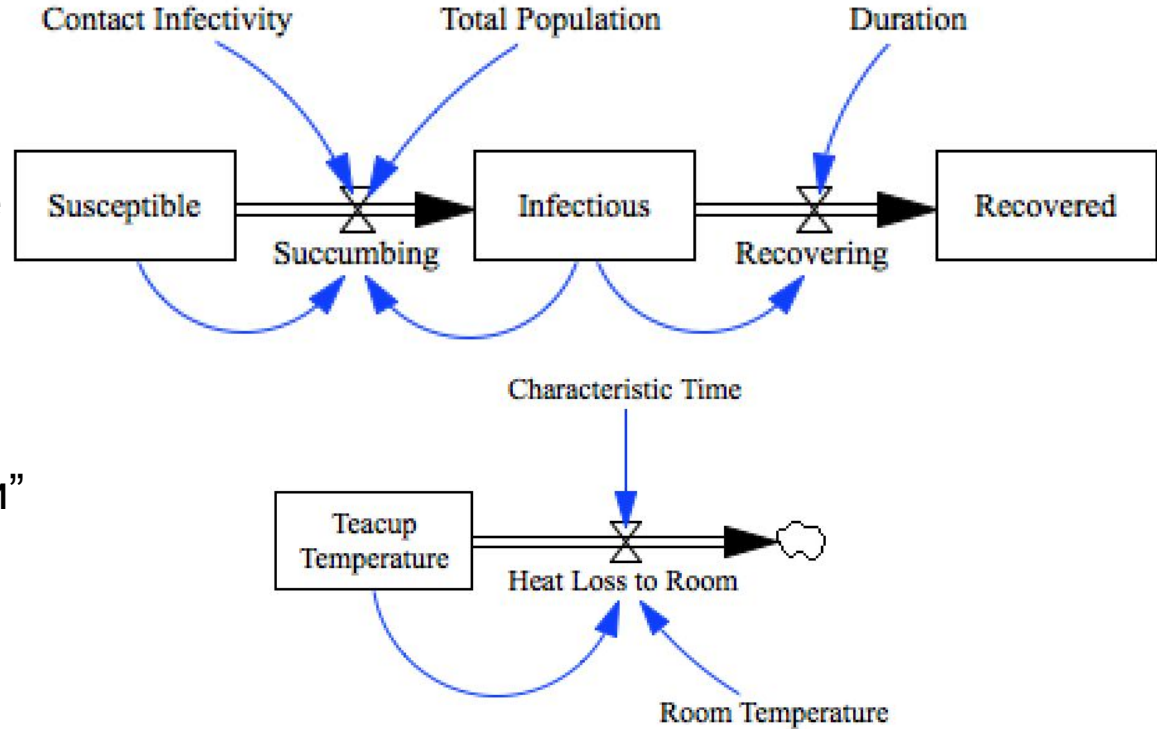 Contact Infectivity
Total Population
Duration
Susceptible
Infectious
Recovered
Succumbing
Recovering
Characteristic Time
и”
Teacup
Temperature
Heat Loss to Room
Room Temperature